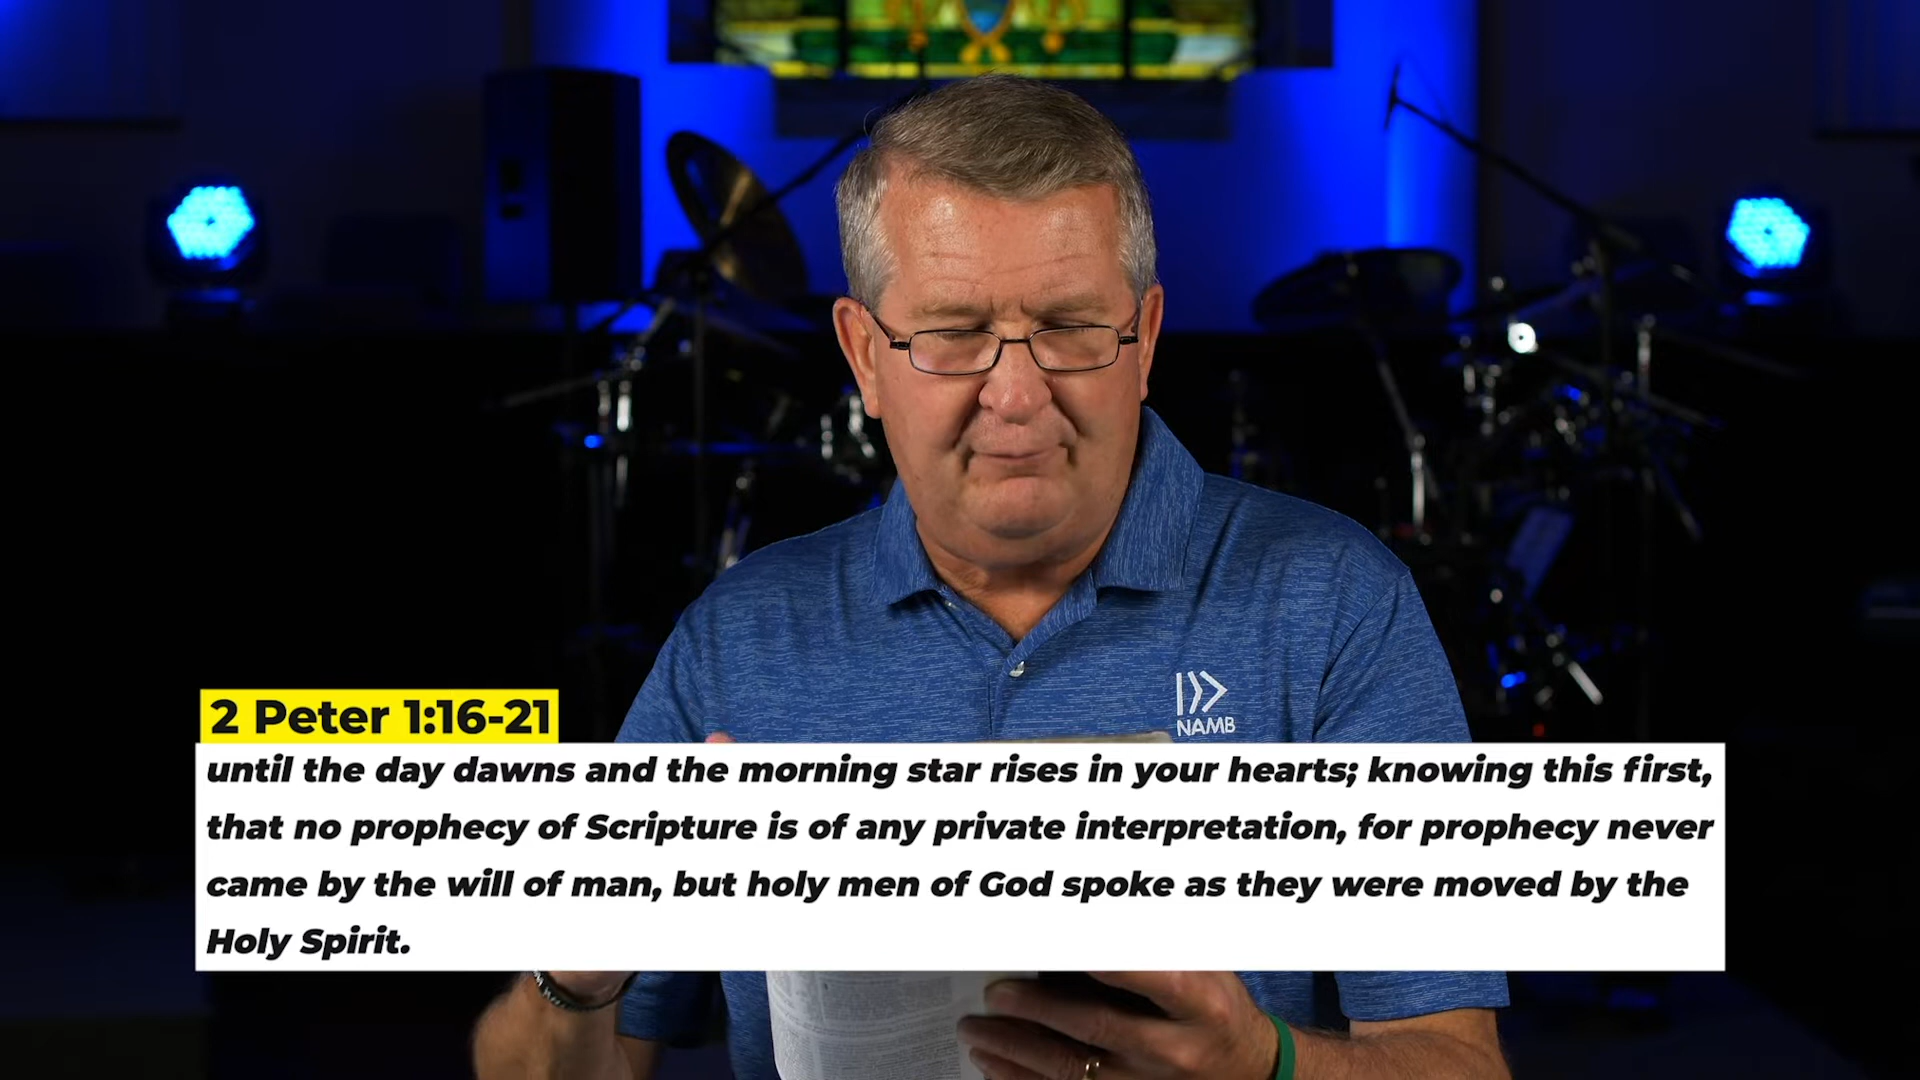 NAMB
2 Peter 1:16-21
until the day dawns and the morning star rises in your hearts; knowing this first,
that no prophecy of Scripture is of any private interpretation, for prophecy never
came by the will of man, but holy men of God spoke as they were moved by the
Holy Spirit.